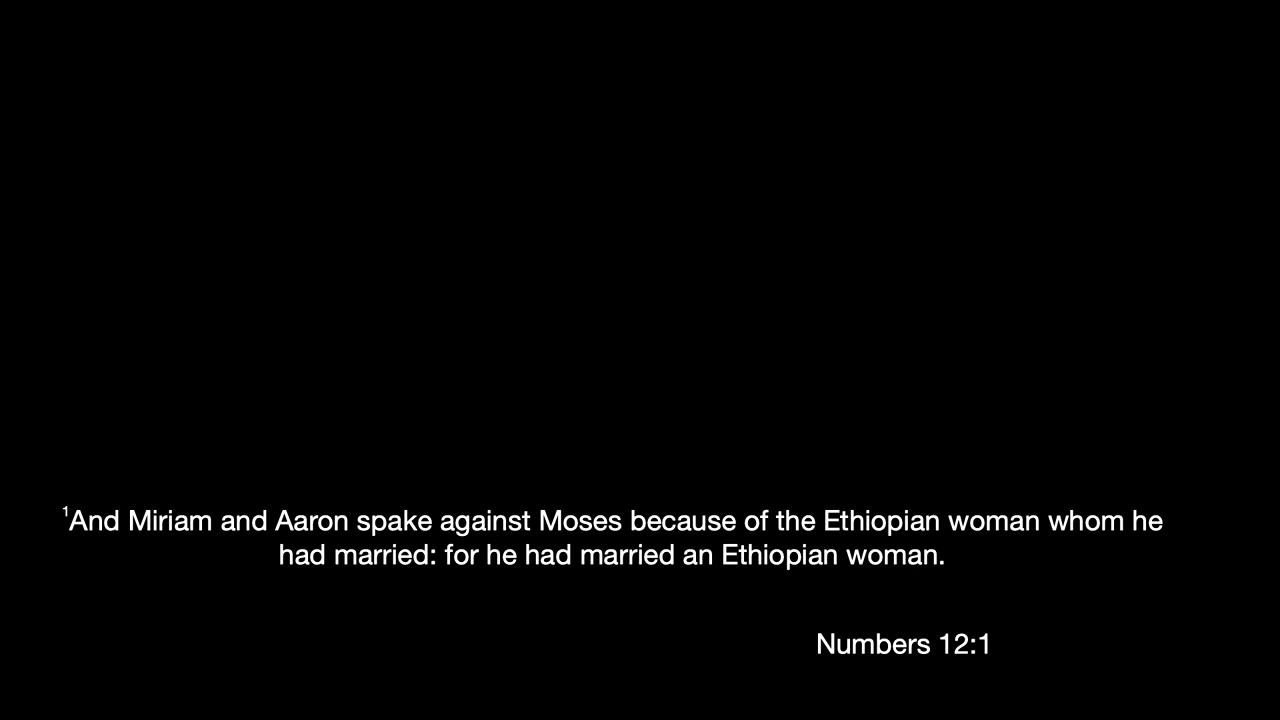 ¹And Miriam and Aaron spake against Moses because of the Ethiopian woman whom he
had married: for he had married an Ethiopian woman.
Numbers 12:1